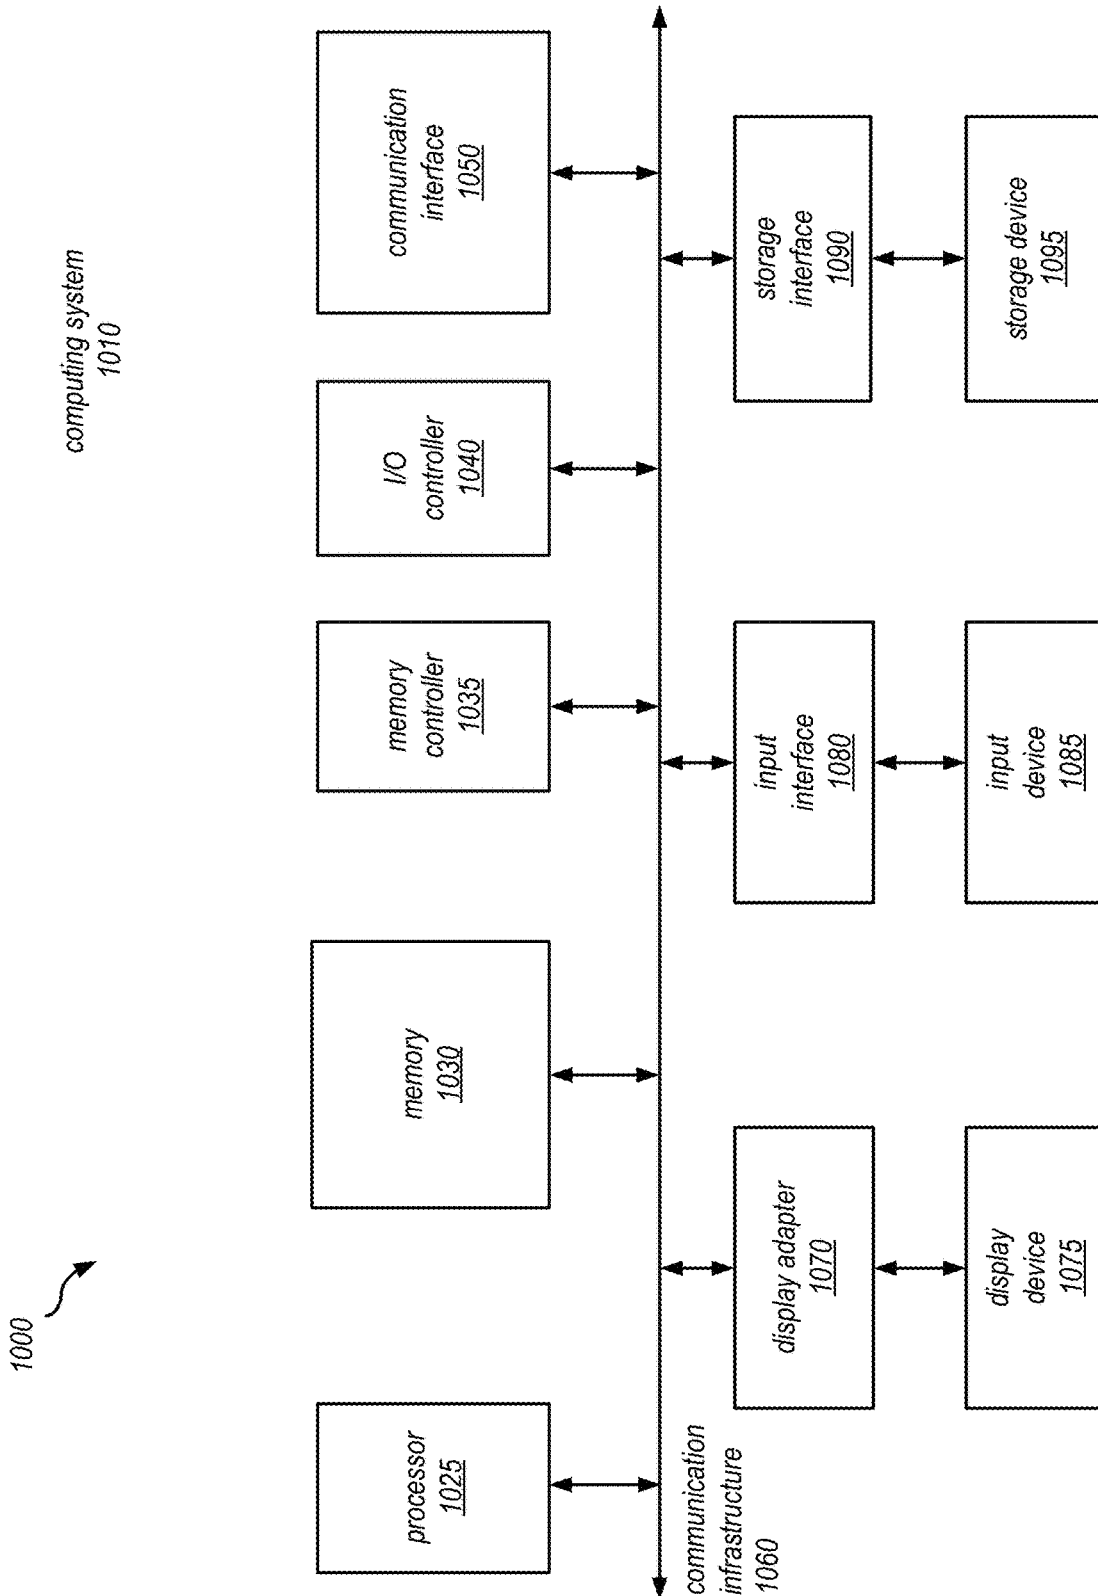 1000
computing system
1010
processor
1025
memory
1030
memory
controller
1035
I/O
controller
1040
communication
interface
1050
communication
infrastructure
1060
display adapter
1070
input
interface
1080
storage
interface
1090
display
device
1075
input
device
1085
storage device
1095